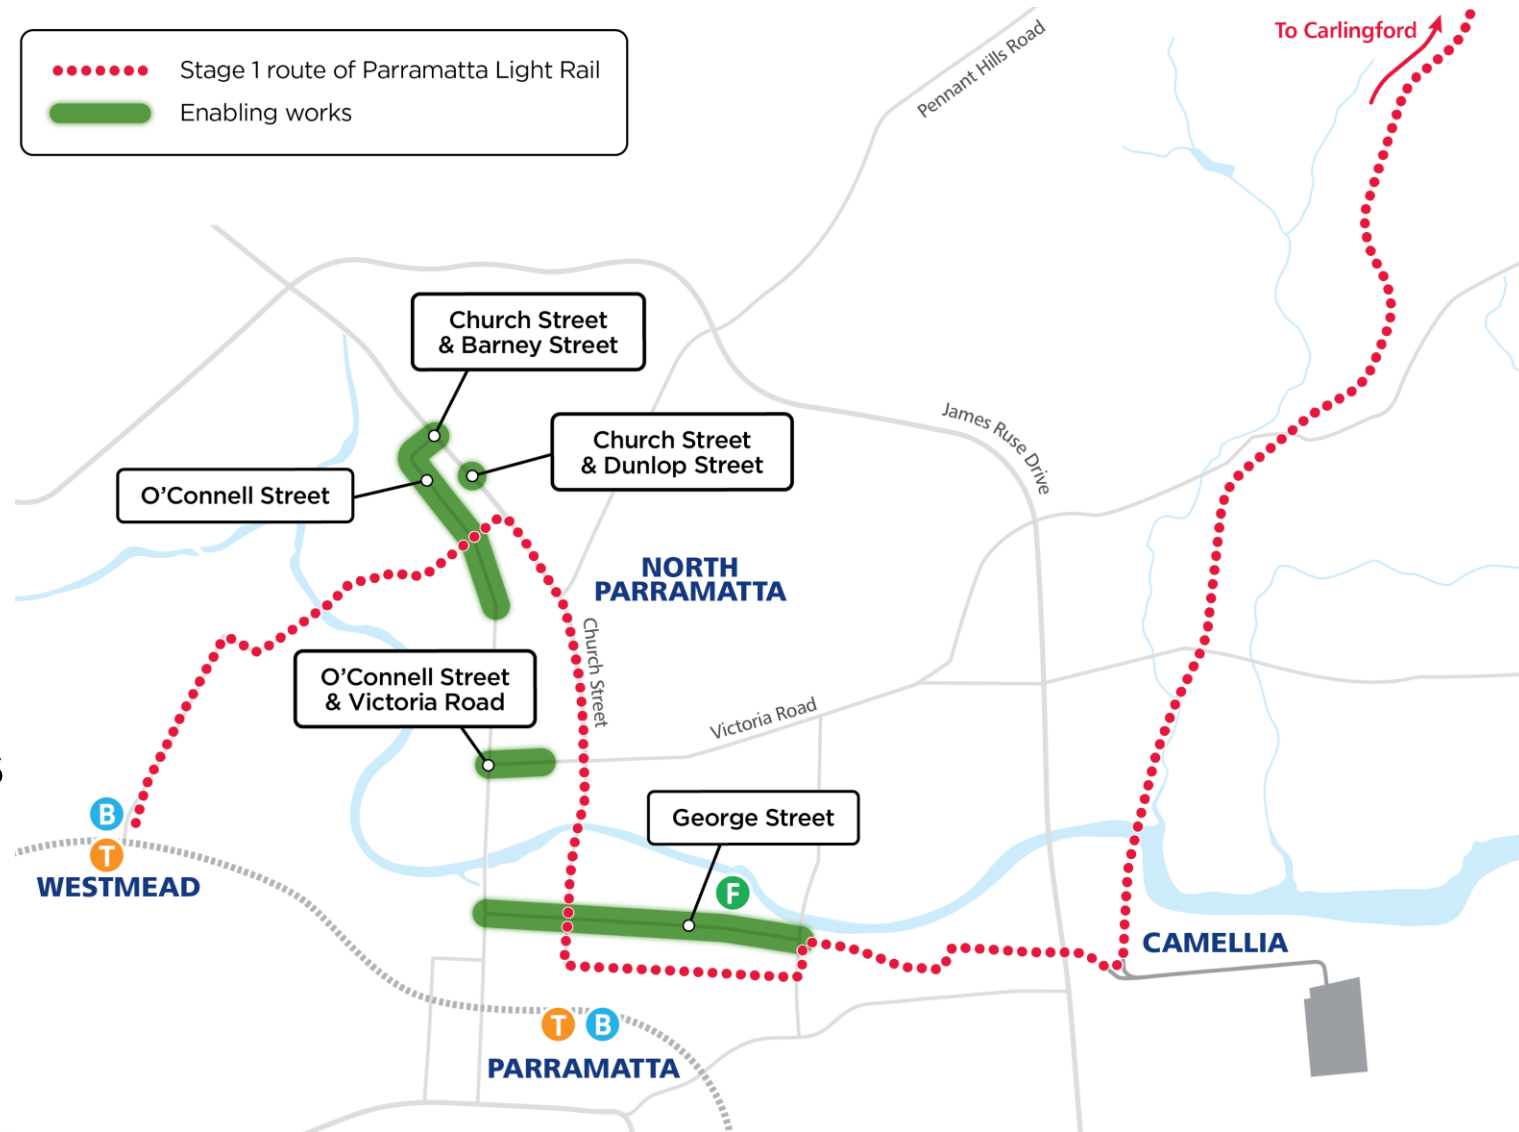 To Carlingford
Stage 1 route of Parramatta Light Rail
Enabling works
Pennant Hills Road
Church Street
& Barney Street
Church Street
& Dunlop Street
James Ruse Drive
O'Connell Street
NORTH
PARRAMATTA
Church Street
O'Connell Street
& Victoria Road
Victoria Road
George Street
B
T
WESTMEAD
F
CAMELLIA
T B
PARRAMATTA